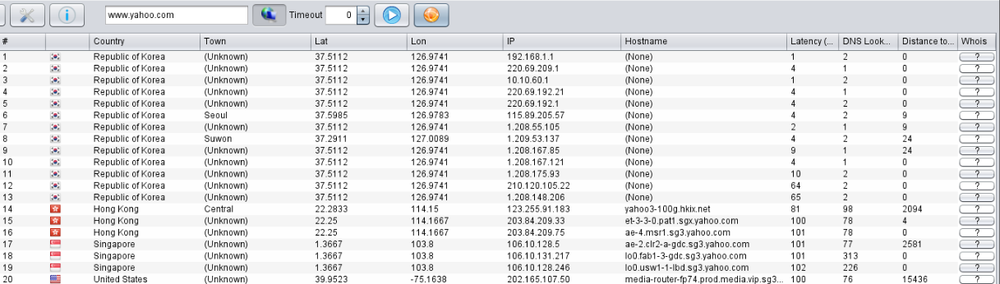 www.yahoo.com Timeout 0
# Country Town Lat Lon IP Hostname Latency (... DNS Look... Distance to... Whois
1 Republic of Korea (Unknown) 37.5112 126.9741 192.168.1.1 (None) 1 2 0 ?
2 Republic of Korea (Unknown) 37.5112 126.9741 220.69.209.1 (None) 4 1 0 ?
3 Republic of Korea (Unknown) 37.5112 126.9741 10.10.60.1 (None) 1 2 0 ?
4 Republic of Korea (Unknown) 37.5112 126.9741 220.69.192.21 (None) 4 1 0 ?
5 Republic of Korea (Unknown) 37.5112 126.9741 220.69.192.1 (None) 4 2 0 ?
6 Republic of Korea Seoul 37.5985 126.9783 115.89.205.57 (None) 4 2 9 ?
7 Republic of Korea (Unknown) 37.5112 126.9741 1.208.55.105 (None) 2 1 9 ?
8 Republic of Korea Suwon 37.2911 127.0089 1.209.53.137 (None) 4 2 24 ?
9 Republic of Korea (Unknown) 37.5112 126.9741 1.208.167.85 (None) 9 1 24 ?
10 Republic of Korea (Unknown) 37.5112 126.9741 1.208.167.121 (None) 4 1 0 ?
11 Republic of Korea (Unknown) 37.5112 126.9741 1.208.175.93 (None) 10 2 0 ?
12 Republic of Korea (Unknown) 37.5112 126.9741 210.120.105.22 (None) 64 2 0 ?
13 Republic of Korea (Unknown) 37.5112 126.9741 1.208.148.206 (None) 65 2 0 ?
14 Hong Kong Central 22.2833 114.15 123.255.91.183 yahoo3-100g.hkix.net 81 98 2094 ?
15 Hong Kong (Unknown) 22.25 114.1667 203.84.209.33 et-3-3-0.pat1.sgx.yahoo.com 100 78 4 ?
16 Hong Kong (Unknown) 22.25 114.1667 203.84.209.75 ae-4.msr1.sg3.yahoo.com 101 78 0 ?
17 Singapore (Unknown) 1.3667 103.8 106.10.128.5 ae-2.clr2-a-gdc.sg3.yahoo.com 101 77 2581 ?
18 Singapore (Unknown) 1.3667 103.8 106.10.131.217 lo0.fab1-3-gdc.sg3.yahoo.com 101 313 0 ?
19 Singapore (Unknown) 1.3667 103.8 106.10.128.246 lo0.usw1-1-lbd.sg3.yahoo.com 102 226 0 ?
20 United States (Unknown) 39.9523 -75.1638 202.165.107.50 media-router-fp74.prod.media.vip.sg3... 100 76 15436 ?